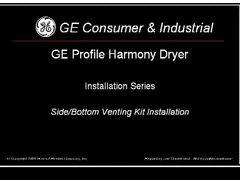 GE Consumer & Industrial
GE Profile Harmony Dryer
Installation Series
Side/Bottom Venting Kit Installation